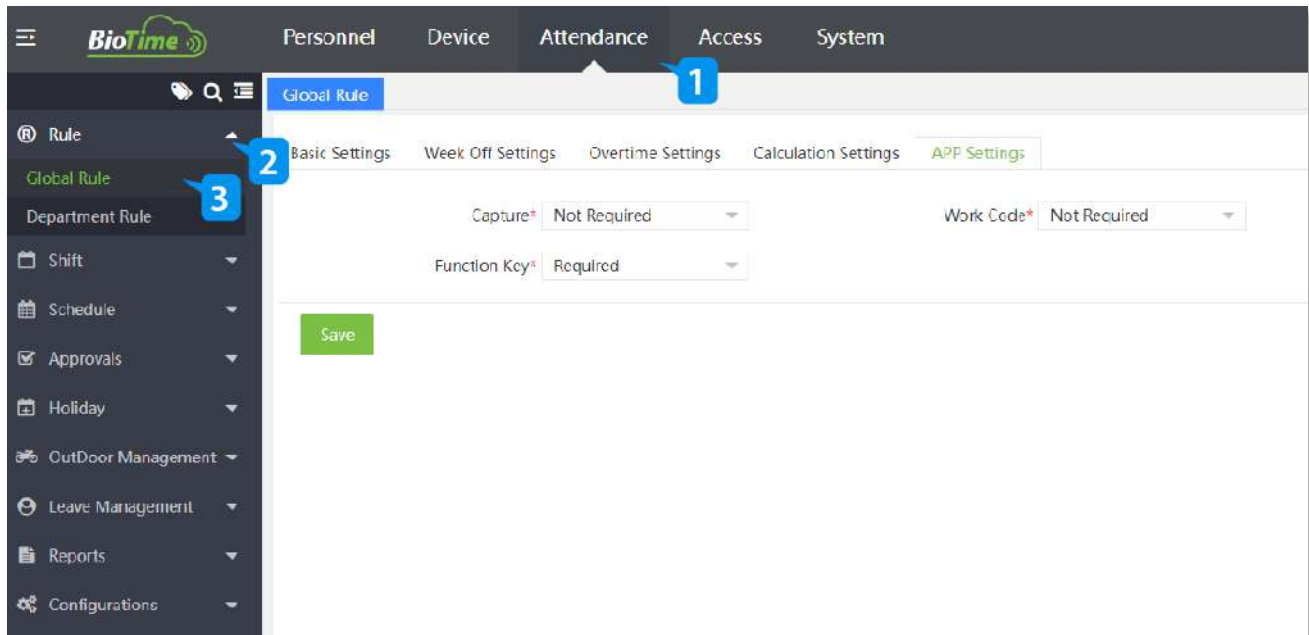 BioTime
Personnel Device Attendance Access System
1
Global Rule
® Rule
2
Basic Settings Week Off Settings Overtime Settings Calculation Settings APP Settings
Global Rule
3
Department Rule
Capture* Not Required Work Code* Not Required
Shift
Function Key* Required
Schedule
Save
Approvals
Holiday
OutDoor Management
Leave Management
Reports
Configurations